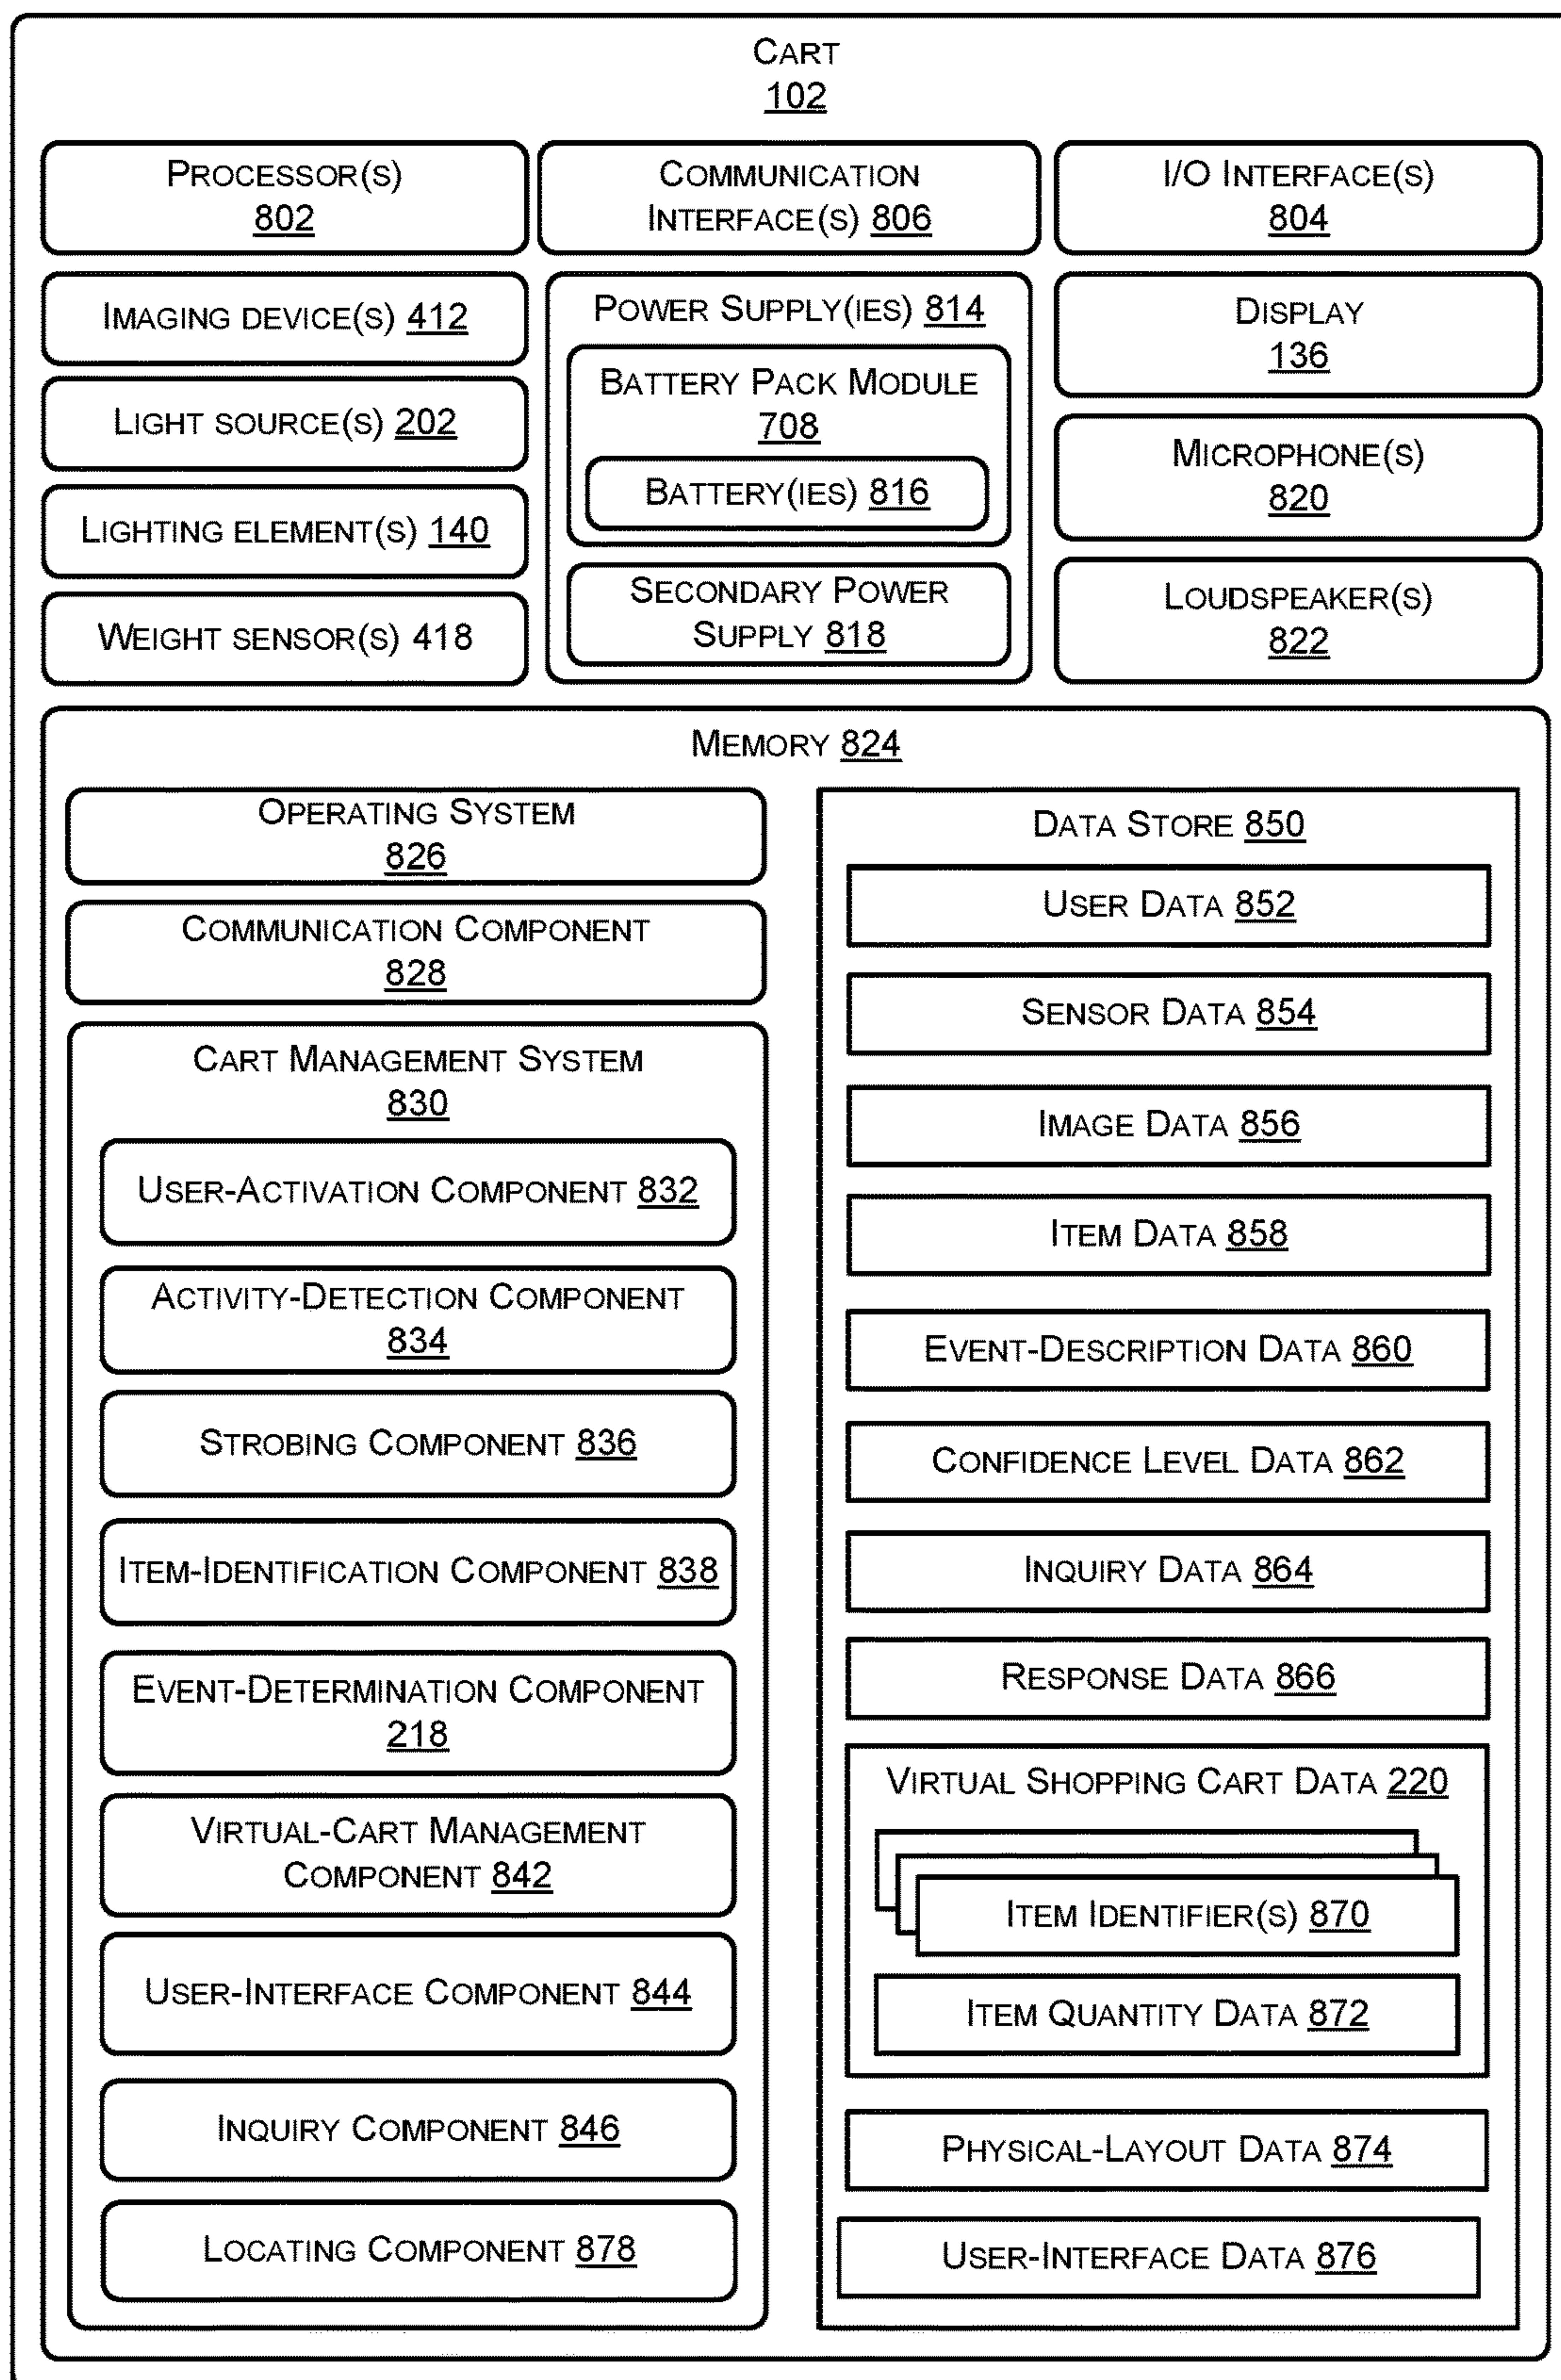 CART
102
PROCESSOR(S)
802
COMMUNICATION
INTERFACE(S) 806
I/O INTERFACE(S)
804
IMAGING DEVICE(S) 412
LIGHT SOURCE(S) 202
LIGHTING ELEMENT(S) 140
WEIGHT SENSOR(S) 418
POWER SUPPLY(IES) 814
BATTERY PACK MODULE
708
BATTERY(IES) 816
SECONDARY POWER
SUPPLY 818
DISPLAY
136
MICROPHONE(S)
820
LOUDSPEAKER(S)
822
MEMORY 824
OPERATING SYSTEM
826
COMMUNICATION COMPONENT
828
CART MANAGEMENT SYSTEM
830
USER-ACTIVATION COMPONENT 832
ACTIVITY-DETECTION COMPONENT
834
STROBING COMPONENT 836
ITEM-IDENTIFICATION COMPONENT 838
EVENT-DETERMINATION COMPONENT
218
VIRTUAL-CART MANAGEMENT
COMPONENT 842
USER-INTERFACE COMPONENT 844
INQUIRY COMPONENT 846
LOCATING COMPONENT 878
DATA STORE 850
USER DATA 852
SENSOR DATA 854
IMAGE DATA 856
ITEM DATA 858
EVENT-DESCRIPTION DATA 860
CONFIDENCE LEVEL DATA 862
INQUIRY DATA 864
RESPONSE DATA 866
VIRTUAL SHOPPING CART DATA 220
ITEM IDENTIFIER(S) 870
ITEM QUANTITY DATA 872
PHYSICAL-LAYOUT DATA 874
USER-INTERFACE DATA 876